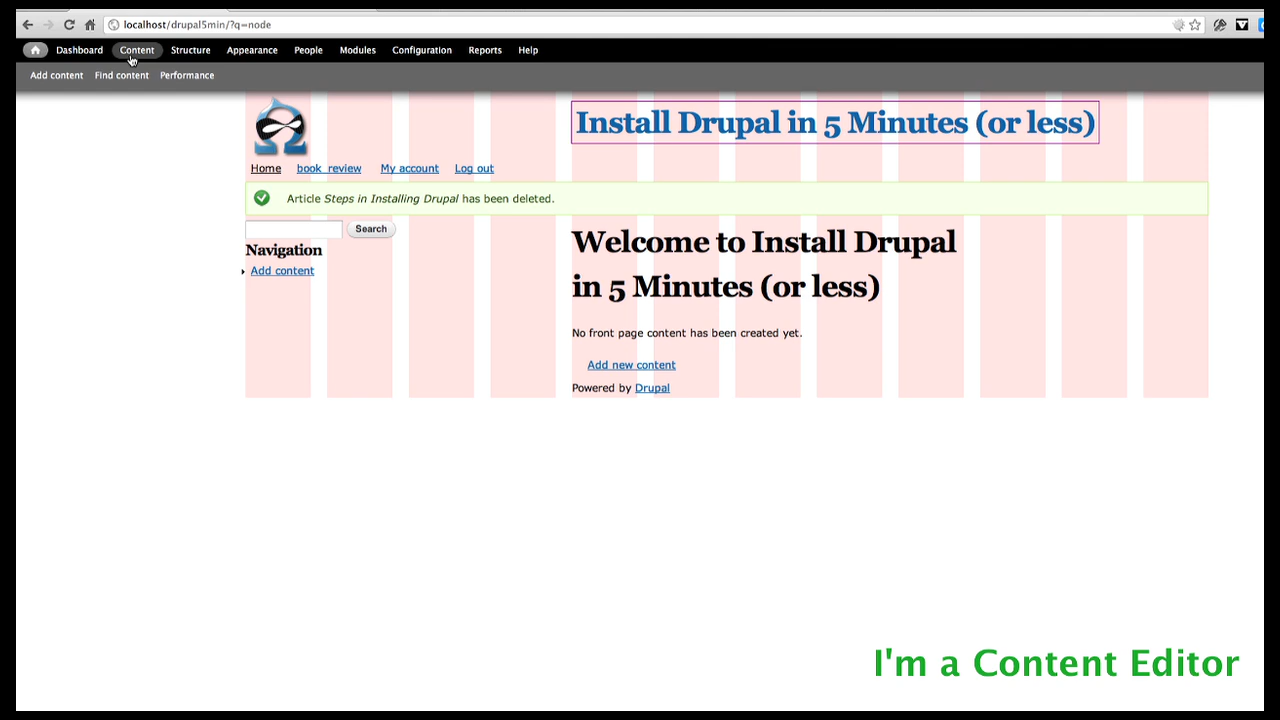 localhost/drupal5min/?q=node
Dashboard Content Structure Appearance People Modules Configuration Reports Help
Add content Find content Performance
Install Drupal in 5 Minutes (or less)
Home book_review My account Log out
Article Steps in Installing Drupal has been deleted.
Search
Navigation
Add content
Welcome to Install Drupal
in 5 Minutes (or less)
No front page content has been created yet.
Add new content
Powered by Drupal
I'm a Content Editor